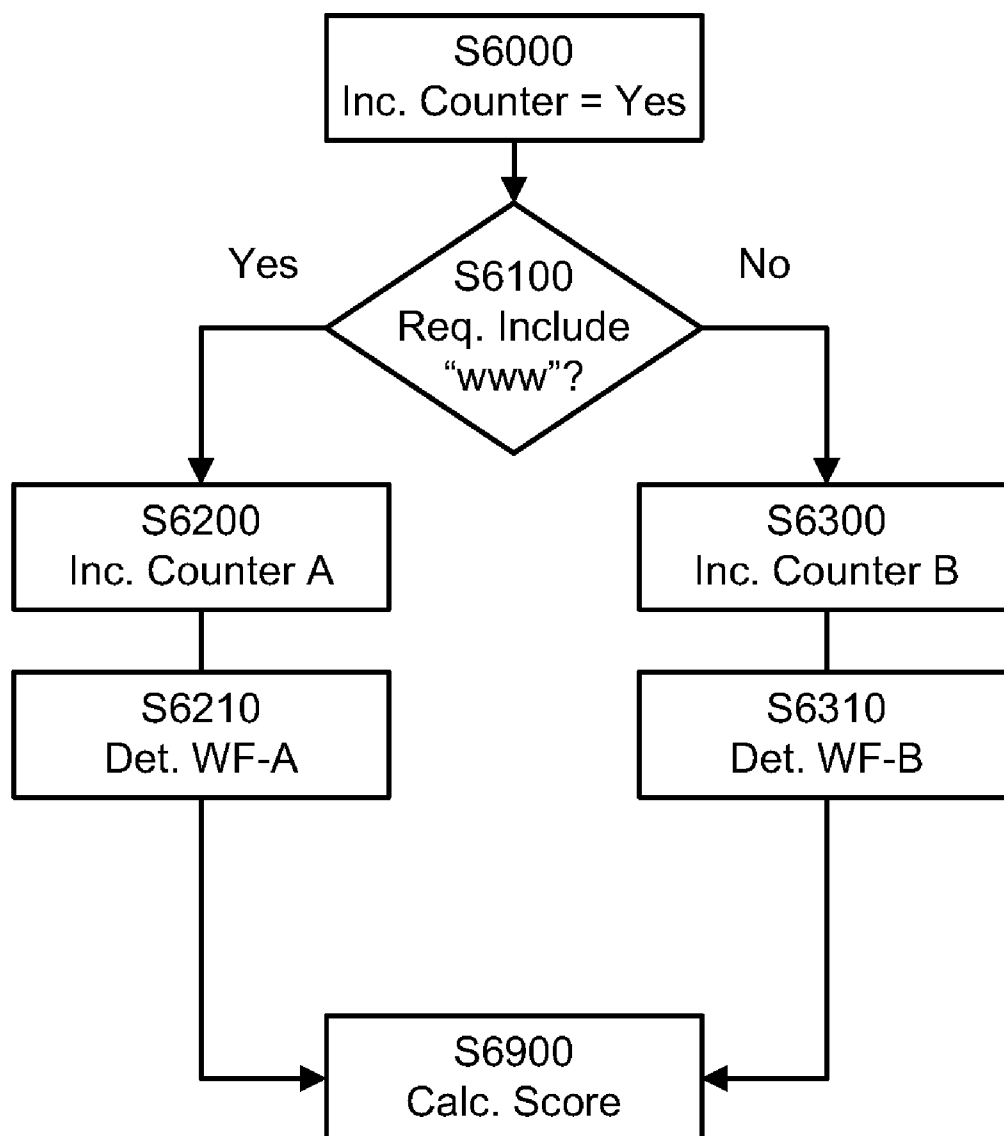 S6000
Inc. Counter = Yes
Yes
No
S6100
Req. Include
“www”?
S6200
Inc. Counter A
S6300
Inc. Counter B
S6210
Det. WF-A
S6310
Det. WF-B
S6900
Calc. Score